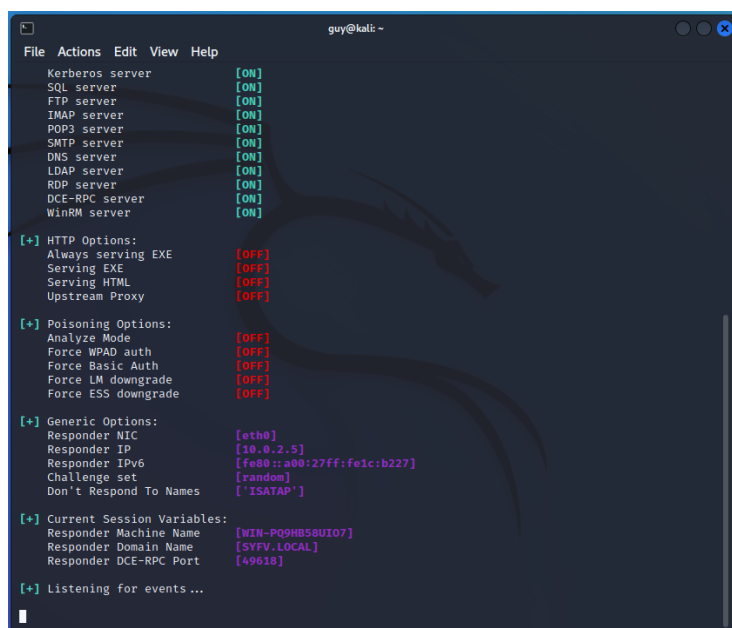 guy@kali: ~
File Actions Edit View Help
Kerberos server [ON]
SQL server [ON]
FTP server [ON]
IMAP server [ON]
POP3 server [ON]
SMTP server [ON]
DNS server [ON]
LDAP server [ON]
RDP server [ON]
DCE-RPC server [ON]
WinRM server [ON]
[+] HTTP Options:
Always serving EXE [OFF]
Serving EXE [OFF]
Serving HTML [OFF]
Upstream Proxy [OFF]
[+] Poisoning Options:
Analyze Mode [OFF]
Force WPAD auth [OFF]
Force Basic Auth [OFF]
Force LM downgrade [OFF]
Force ESS downgrade [OFF]
[+] Generic Options:
Responder NIC [eth0]
Responder IP [10.0.2.5]
Responder IPv6 [fe80::a00:27ff:fe1c:b227]
Challenge set [random]
Don't Respond To Names ['ISATAP']
[+] Current Session Variables:
Responder Machine Name [WIN-PQ9HB58UIO7]
Responder Domain Name [SYFV.LOCAL]
Responder DCE-RPC Port [49618]
[+] Listening for events...